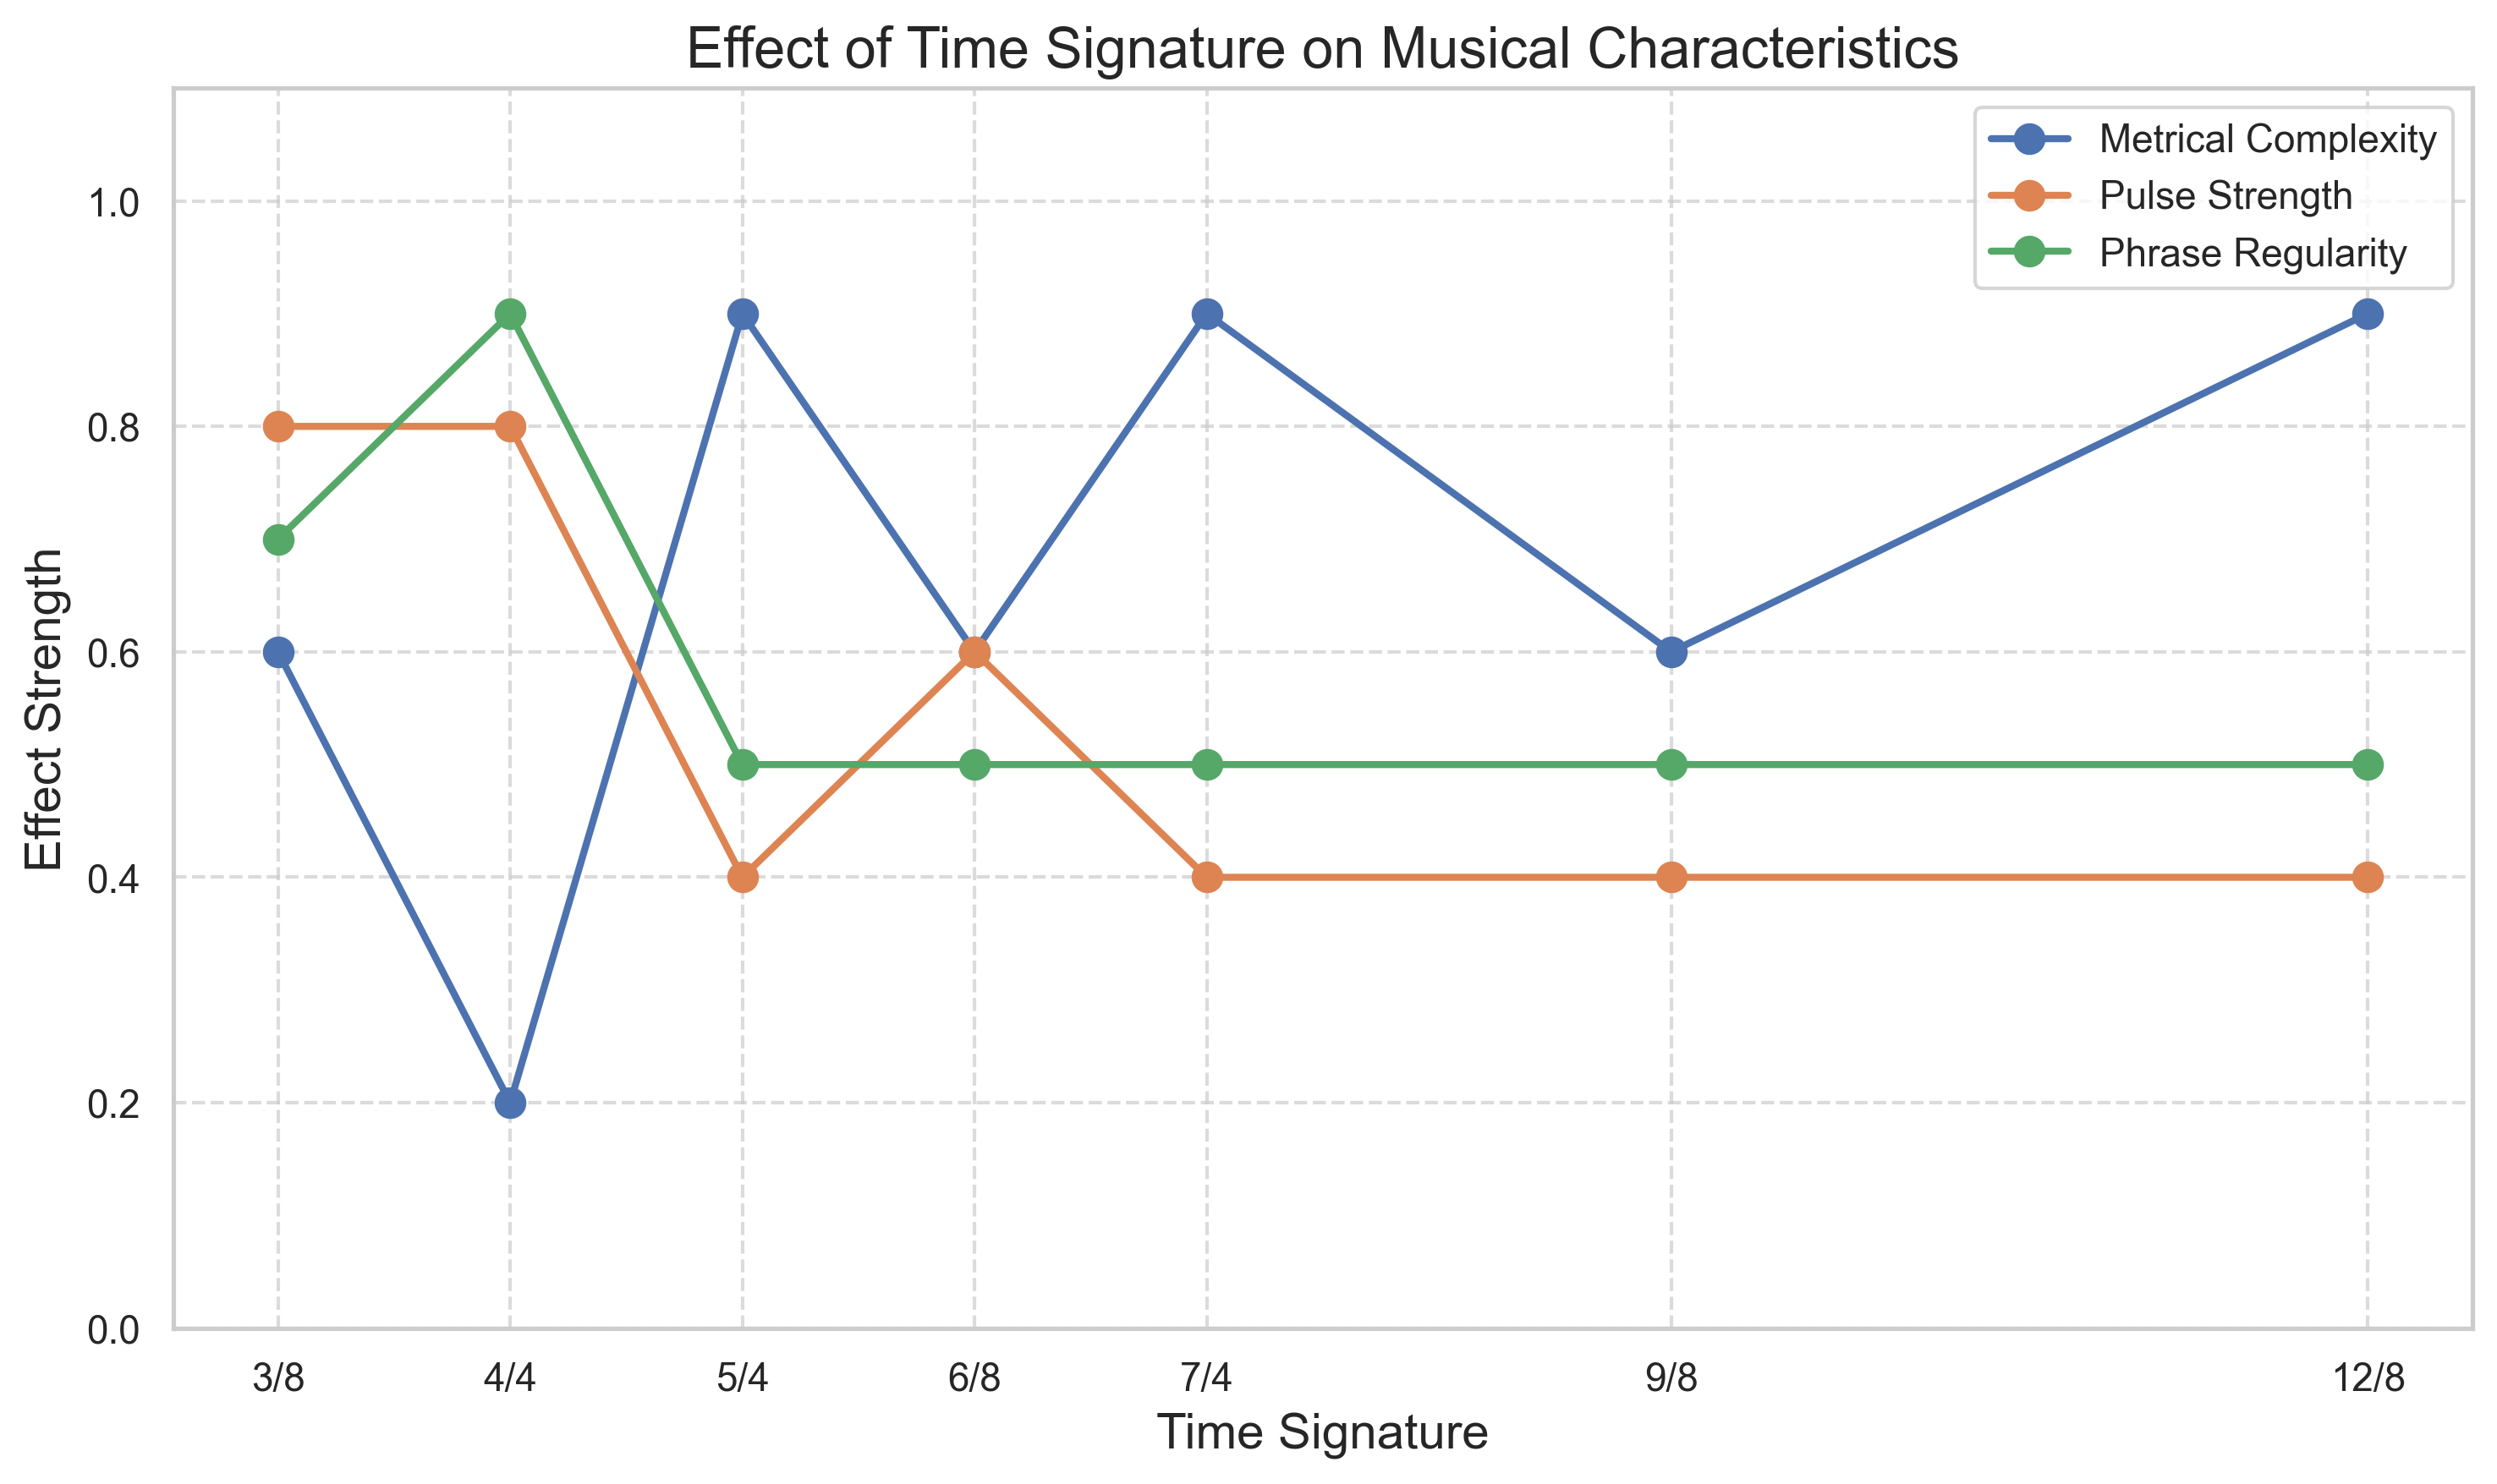 Effect of Time Signature on Musical Characteristics
Metrical Complexity
Pulse Strength
Phrase Regularity
Effect Strength
1.0
0.8
0.6
0.4
0.2
0.0
3/8 4/4 5/4 6/8 7/4 9/8 12/8
Time Signature